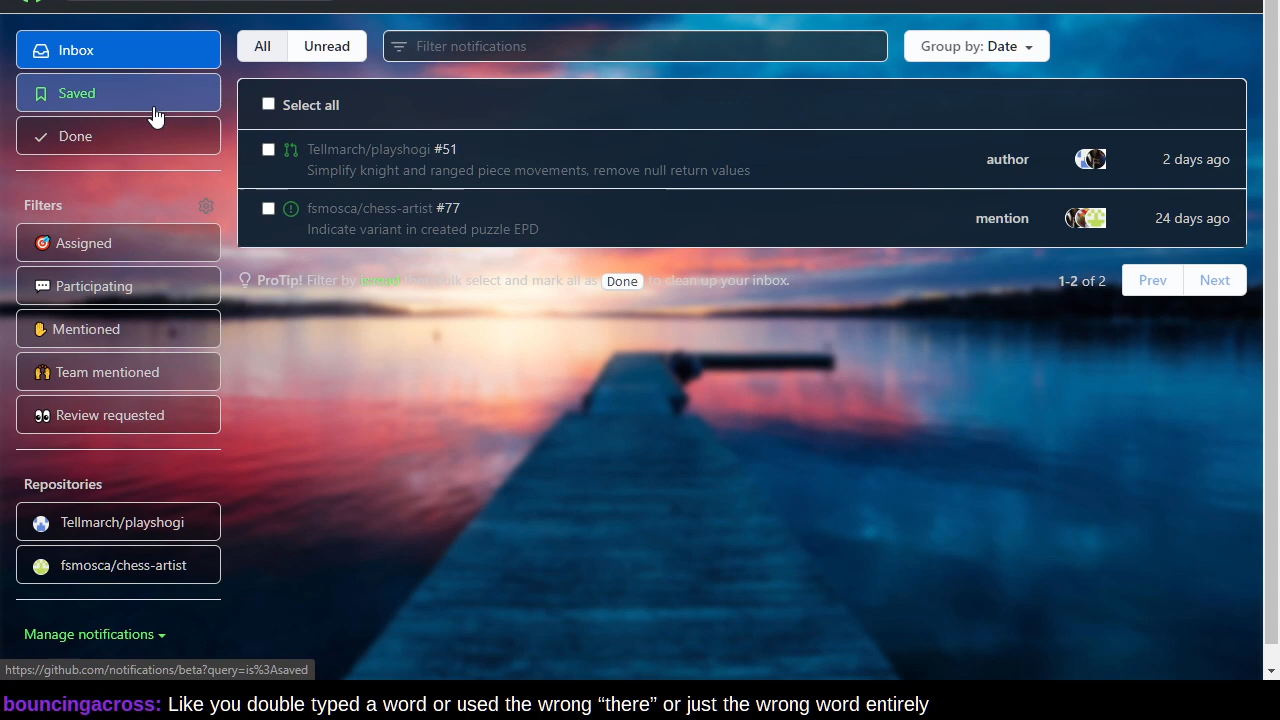 Inbox
Saved
Done
Filters
Assigned
Participating
Mentioned
Team mentioned
Review requested
Repositories
Tellmarch/playshogi
fsmosca/chess-artist
Manage notifications
All
Unread
Filter notifications
Group by: Date
Select all
Tellmarch/playshogi #51
Simplify knight and ranged piece movements, remove null return values
author
2 days ago
fsmosca/chess-artist #77
Indicate variant in created puzzle EPD
mention
24 days ago
ProTip! Filter by bulk select and mark all as Done to clean up your inbox.
1-2 of 2
Prev
Next
https://github.com/notifications/beta?query=is%3Asaved
bouncingacross: Like you double typed a word or used the wrong “there” or just the wrong word entirely